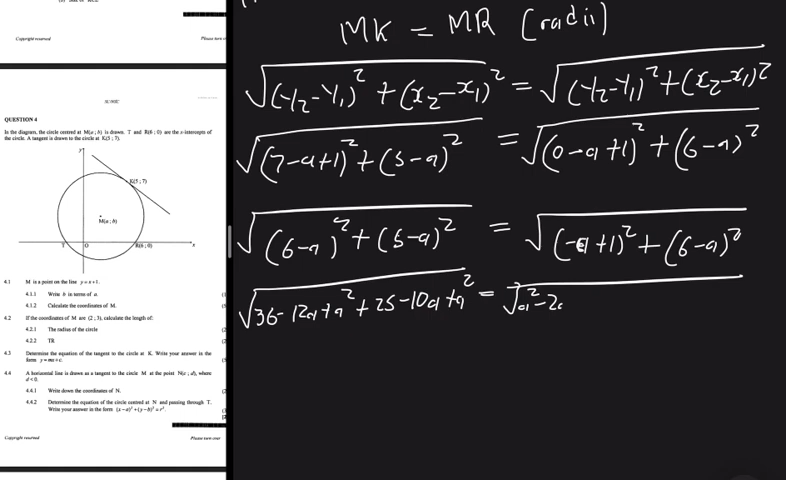 Copyright reserved
Please turn
QUESTION 4
In the diagram, the circle centred at M(a ; b) is drawn. T and R(6 ; 0) are the x-intercepts of
the circle. A tangent is drawn to the circle at K(5 ; 7).
y
K(5 ; 7)
M(a ; b)
T
O
R(6 ; 0)
x
4.1 M is a point on the line y = x + 1.
4.1.1 Write b in terms of a.
4.1.2 Calculate the coordinates of M.
4.2 If the coordinates of M are (2 ; 3), calculate the length of:
4.2.1 The radius of the circle
4.2.2 TR
4.3 Determine the equation of the tangent to the circle at K. Write your answer in the
form y = mx + c.
4.4 A horizontal line is drawn as a tangent to the circle M at the point N(c ; d), where
d < 0.
4.4.1 Write down the coordinates of N.
4.4.2 Determine the equation of the circle centred at N and passing through T.
Write your answer in the form (x − a)² + (y − b)² = r².
Copyright reserved
Please turn over
MK = MR (radii)
√(y₂−y₁)² + (x₂−x₁)² = √(y₂−y₁)² + (x₂−x₁)²
√(7−a+1)² + (5−a)² = √(0−a+1)² + (6−a)²
√(6−a)² + (5−a)² = √(−a+1)² + (6−a)²
√36−12a+a²+25−10a+a² = √a²−2a